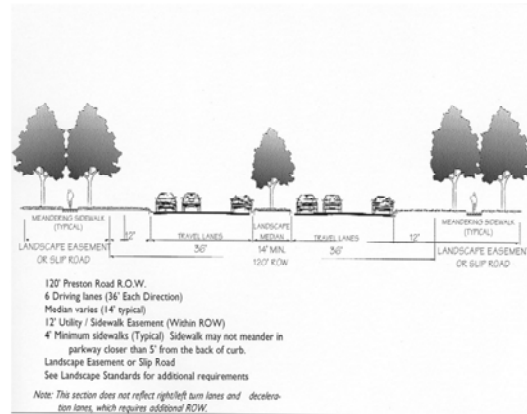 MEANDERING SIDEWALK
(TYPICAL)
LANDSCAPE EASEMENT
OR SLIP ROAD
12'
TRAVEL LANES
36'
LANDSCAPE
MEDIAN
14' MIN.
120' ROW
TRAVEL LANES
36'
12'
MEANDERING SIDEWALK
(TYPICAL)
LANDSCAPE EASEMENT
OR SLIP ROAD
120' Preston Road R.O.W.
6 Driving lanes (36' Each Direction)
Median varies (14' typical)
12' Utility / Sidewalk Easement (Within ROW)
4' Minimum sidewalks (Typical) Sidewalk may not meander in
parkway closer than 5' from the back of curb.
Landscape Easement or Slip Road
See Landscape Standards for additional requirements
Note: This section does not reflect right/left turn lanes and decelera-
tion lanes, which requires additional ROW.